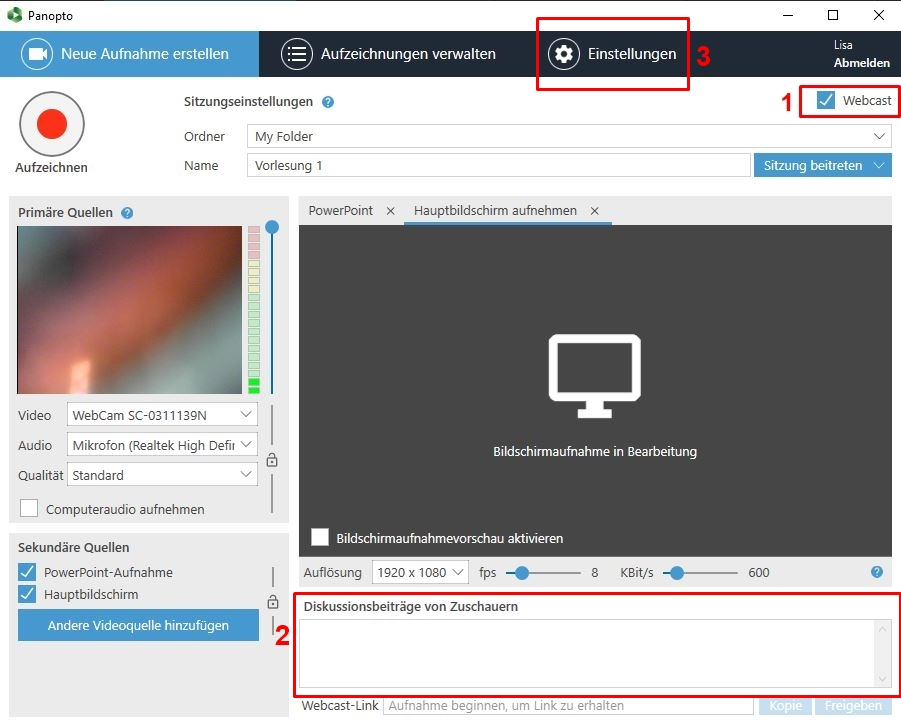 Panopto
Neue Aufnahme erstellen
Aufzeichnungen verwalten
Einstellungen
3
Lisa
Abmelden
Aufzeichnen
Sitzungseinstellungen ?
1
Webcast
Ordner My Folder
Name Vorlesung 1
Sitzung beitreten
Primäre Quellen ?
Video WebCam SC-0311139N
Audio Mikrofon (Realtek High Defin
Qualität Standard
Computeraudio aufnehmen
PowerPoint
Hauptbildschirm aufnehmen
Bildschirmaufnahme in Bearbeitung
Bildschirmaufnahmevorschau aktivieren
Auflösung 1920 x 1080 fps 8 KBit/s 600 ?
Sekundäre Quellen
PowerPoint-Aufnahme
Hauptbildschirm
Andere Videoquelle hinzufügen
2
Diskussionsbeiträge von Zuschauern
Webcast-Link Aufnahme beginnen, um Link zu erhalten Kopie Freigeben